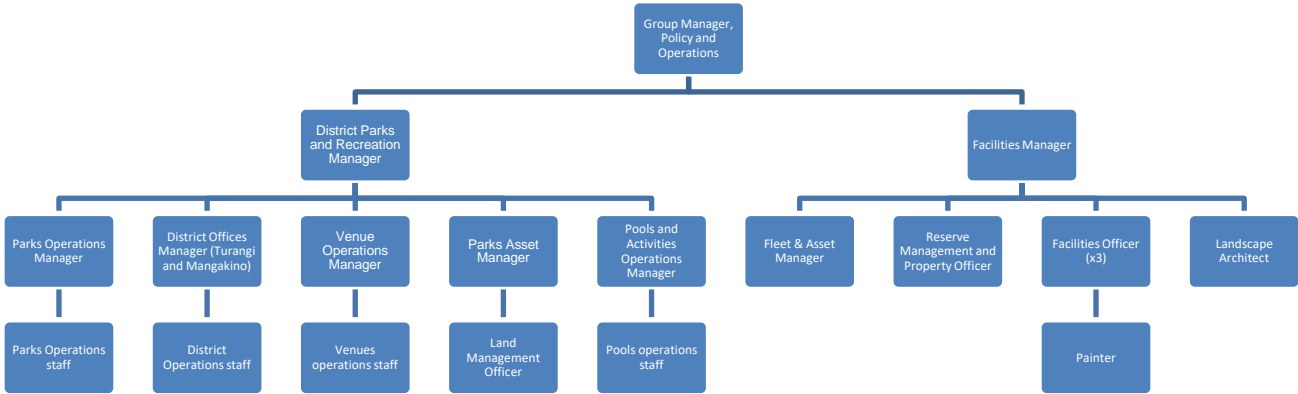 Group Manager,
Policy and
Operations
District Parks
and Recreation
Manager
Facilities Manager
Parks Operations
Manager
District Offices
Manager (Turangi
and Mangakino)
Venue
Operations
Manager
Parks Asset
Manager
Pools and
Activities
Operations
Manager
Fleet & Asset
Manager
Reserve
Management and
Property Officer
Facilities Officer
(x3)
Landscape
Architect
Parks Operations
staff
District
Operations staff
Venues
operations staff
Land
Management
Officer
Pools operations
staff
Painter